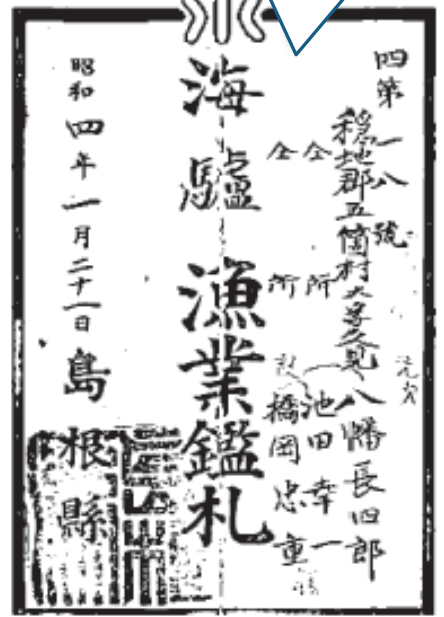 四第一八號
穏地郡五箇村大字久見 八幡長四郎
仝 所 池田幸一
仝 所 橋岡忠重
海驢漁業鑑札
昭和四年一月二十一日
島根縣